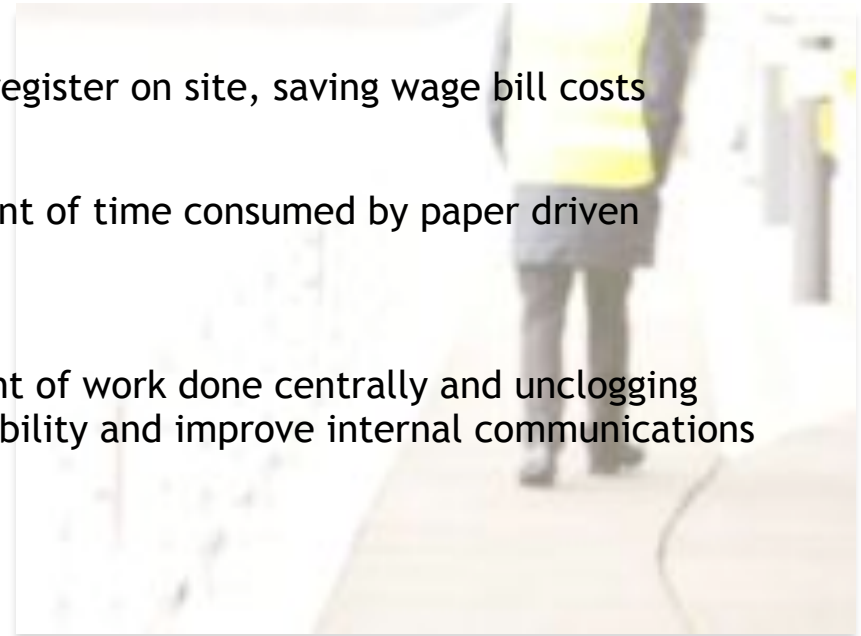 register on site, saving wage bill costs
nt of time consumed by paper driven
nt of work done centrally and unclogging
bility and improve internal communications